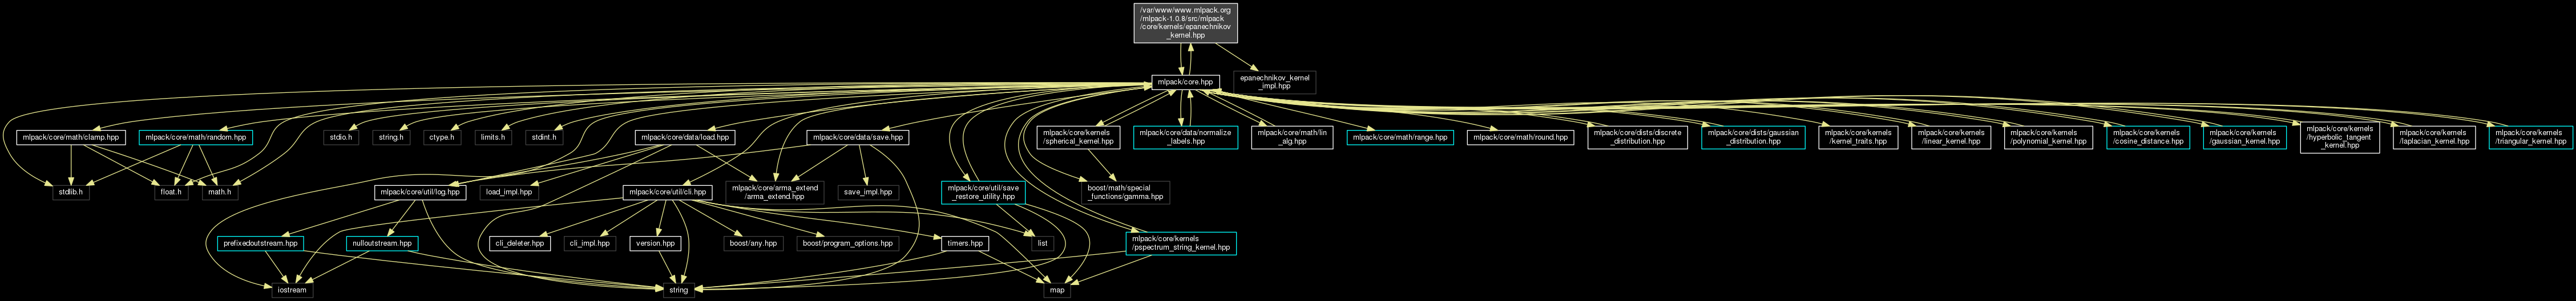 /var/www/www.mlpack.org
/mlpack-1.0.8/src/mlpack
/core/kernels/epanechnikov
_kernel.hpp
mlpack/core.hpp
epanechnikov_kernel
_impl.hpp
mlpack/core/math/clamp.hpp
mlpack/core/math/random.hpp
stdio.h
string.h
ctype.h
limits.h
stdint.h
mlpack/core/data/load.hpp
mlpack/core/data/save.hpp
mlpack/core/kernels
/spherical_kernel.hpp
mlpack/core/data/normalize
_labels.hpp
mlpack/core/math/lin
_alg.hpp
mlpack/core/math/range.hpp
mlpack/core/math/round.hpp
mlpack/core/dists/discrete
_distribution.hpp
mlpack/core/dists/gaussian
_distribution.hpp
mlpack/core/kernels
/kernel_traits.hpp
mlpack/core/kernels
/linear_kernel.hpp
mlpack/core/kernels
/polynomial_kernel.hpp
mlpack/core/kernels
/cosine_distance.hpp
mlpack/core/kernels
/gaussian_kernel.hpp
mlpack/core/kernels
/hyperbolic_tangent
_kernel.hpp
mlpack/core/kernels
/laplacian_kernel.hpp
mlpack/core/kernels
/triangular_kernel.hpp
stdlib.h
float.h
math.h
mlpack/core/util/log.hpp
load_impl.hpp
mlpack/core/util/cli.hpp
mlpack/core/arma_extend
/arma_extend.hpp
save_impl.hpp
mlpack/core/util/save
_restore_utility.hpp
boost/math/special
_functions/gamma.hpp
prefixedoutstream.hpp
nulloutstream.hpp
cli_deleter.hpp
cli_impl.hpp
version.hpp
boost/any.hpp
boost/program_options.hpp
timers.hpp
list
mlpack/core/kernels
/pspectrum_string_kernel.hpp
iostream
string
map